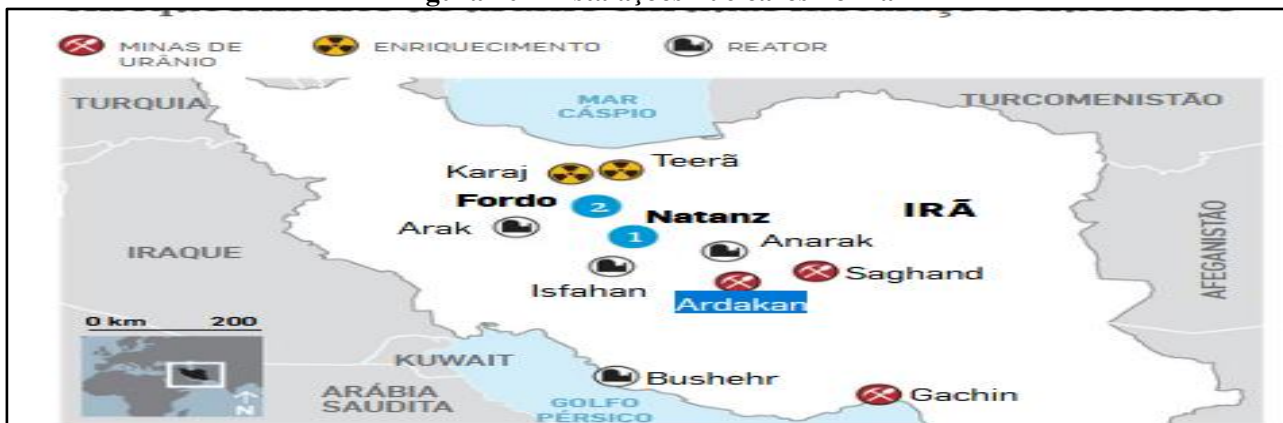 MINAS DE
URÂNIO
ENRIQUECIMENTO
REATOR
TURQUIA
MAR
CÁSPIO
TURCOMENISTÃO
Karaj
Teerã
Fordo
2
Natanz
1
IRÃ
Arak
Anarak
IRAQUE
Isfahan
Saghand
Ardakan
AFEGANISTÃO
0 km 200
KUWAIT
Bushehr
Gachin
ARÁBIA
SAUDITA
GOLFO
PÉRSICO
N